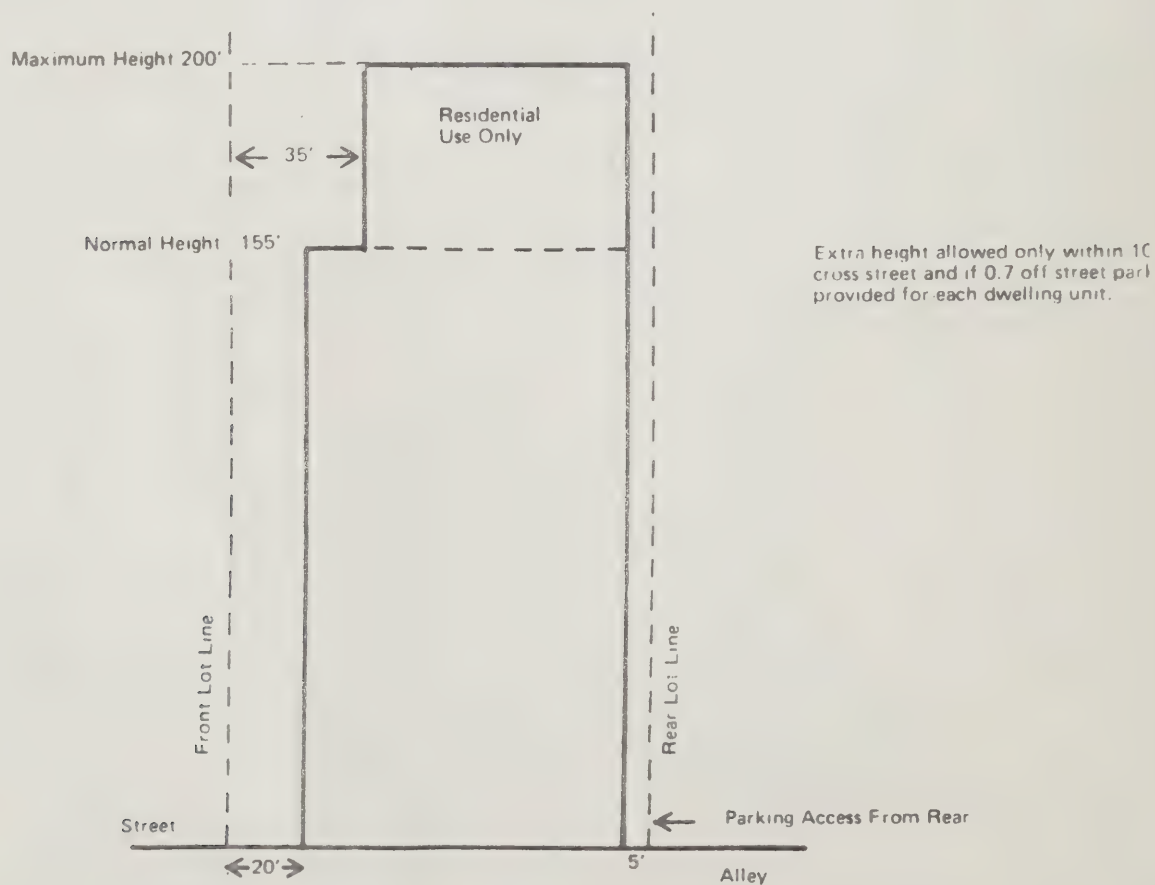 Maximum Height 200'
Residential
Use Only
35'
Normal Height 155'
Extra height allowed only within
cross street and if 0.7 off street
provided for each dwelling unit.
Front Lot Line
Rear Lot Line
Street
Parking Access From Rear
20'
5'
Alley